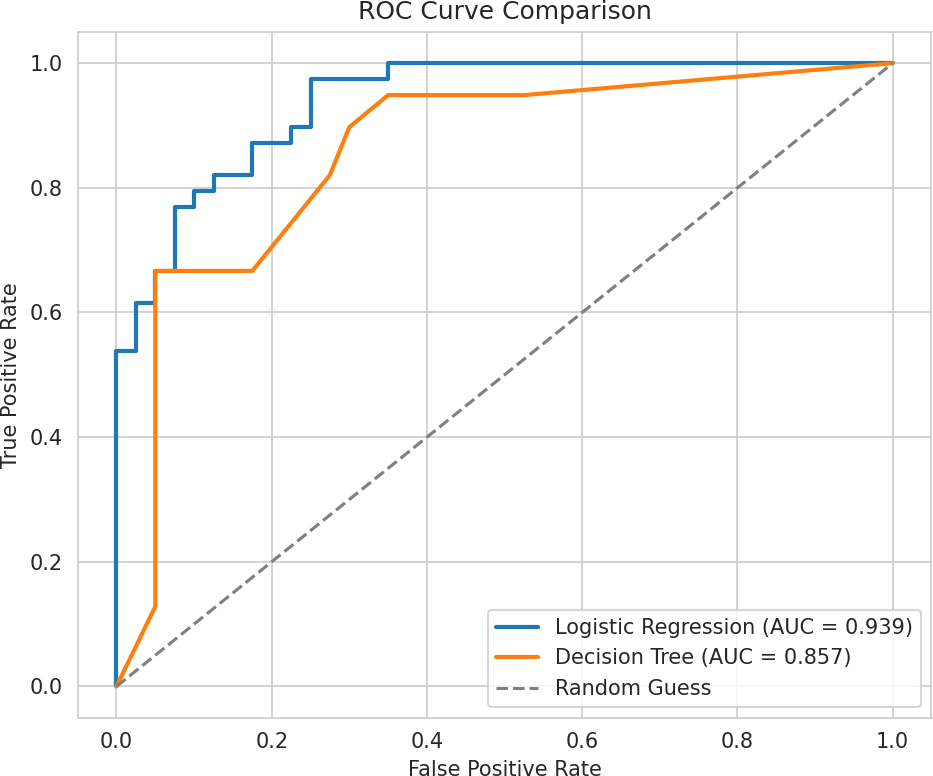 ROC Curve Comparison
True Positive Rate
1.0
0.8
0.6
0.4
0.2
0.0
0.0 0.2 0.4 0.6 0.8 1.0
False Positive Rate
Logistic Regression (AUC = 0.939)
Decision Tree (AUC = 0.857)
Random Guess